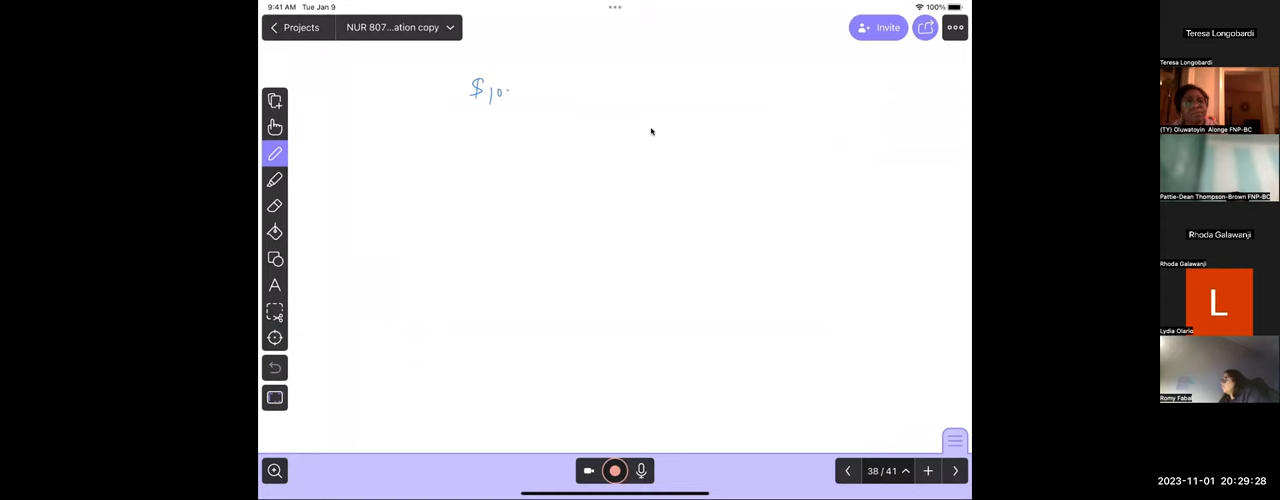 9:41 AM Tue Jan 9
100%
Projects
NUR 807...ation copy
Invite
$10.
A
38 / 41
Teresa Longobardi
Teresa Longobardi
(TY) Oluwatoyin Alonge FNP-BC
Pattie-Dean Thompson-Brown FNP-BC
Rhoda Galawanji
Rhoda Galawanji
L
Lydia Olario
Romy Fabal
2023-11-01 20:29:28